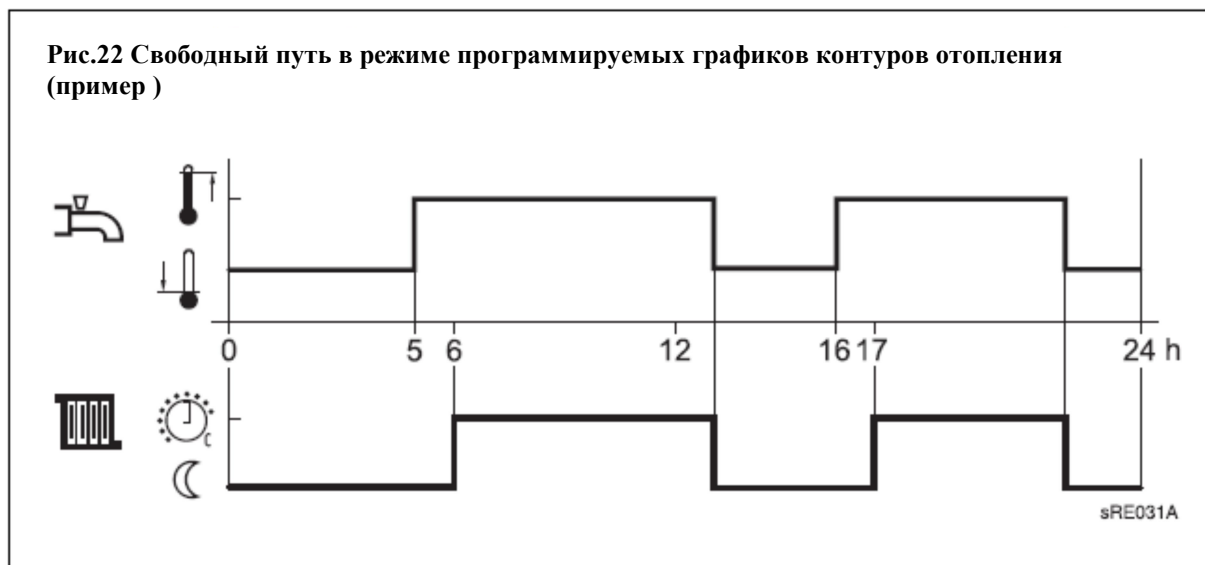 Рис.22 Свободный путь в режиме программируемых графиков контуров отопления
(пример )
0 5 6 12 16 17 24 h
C
sRE031A